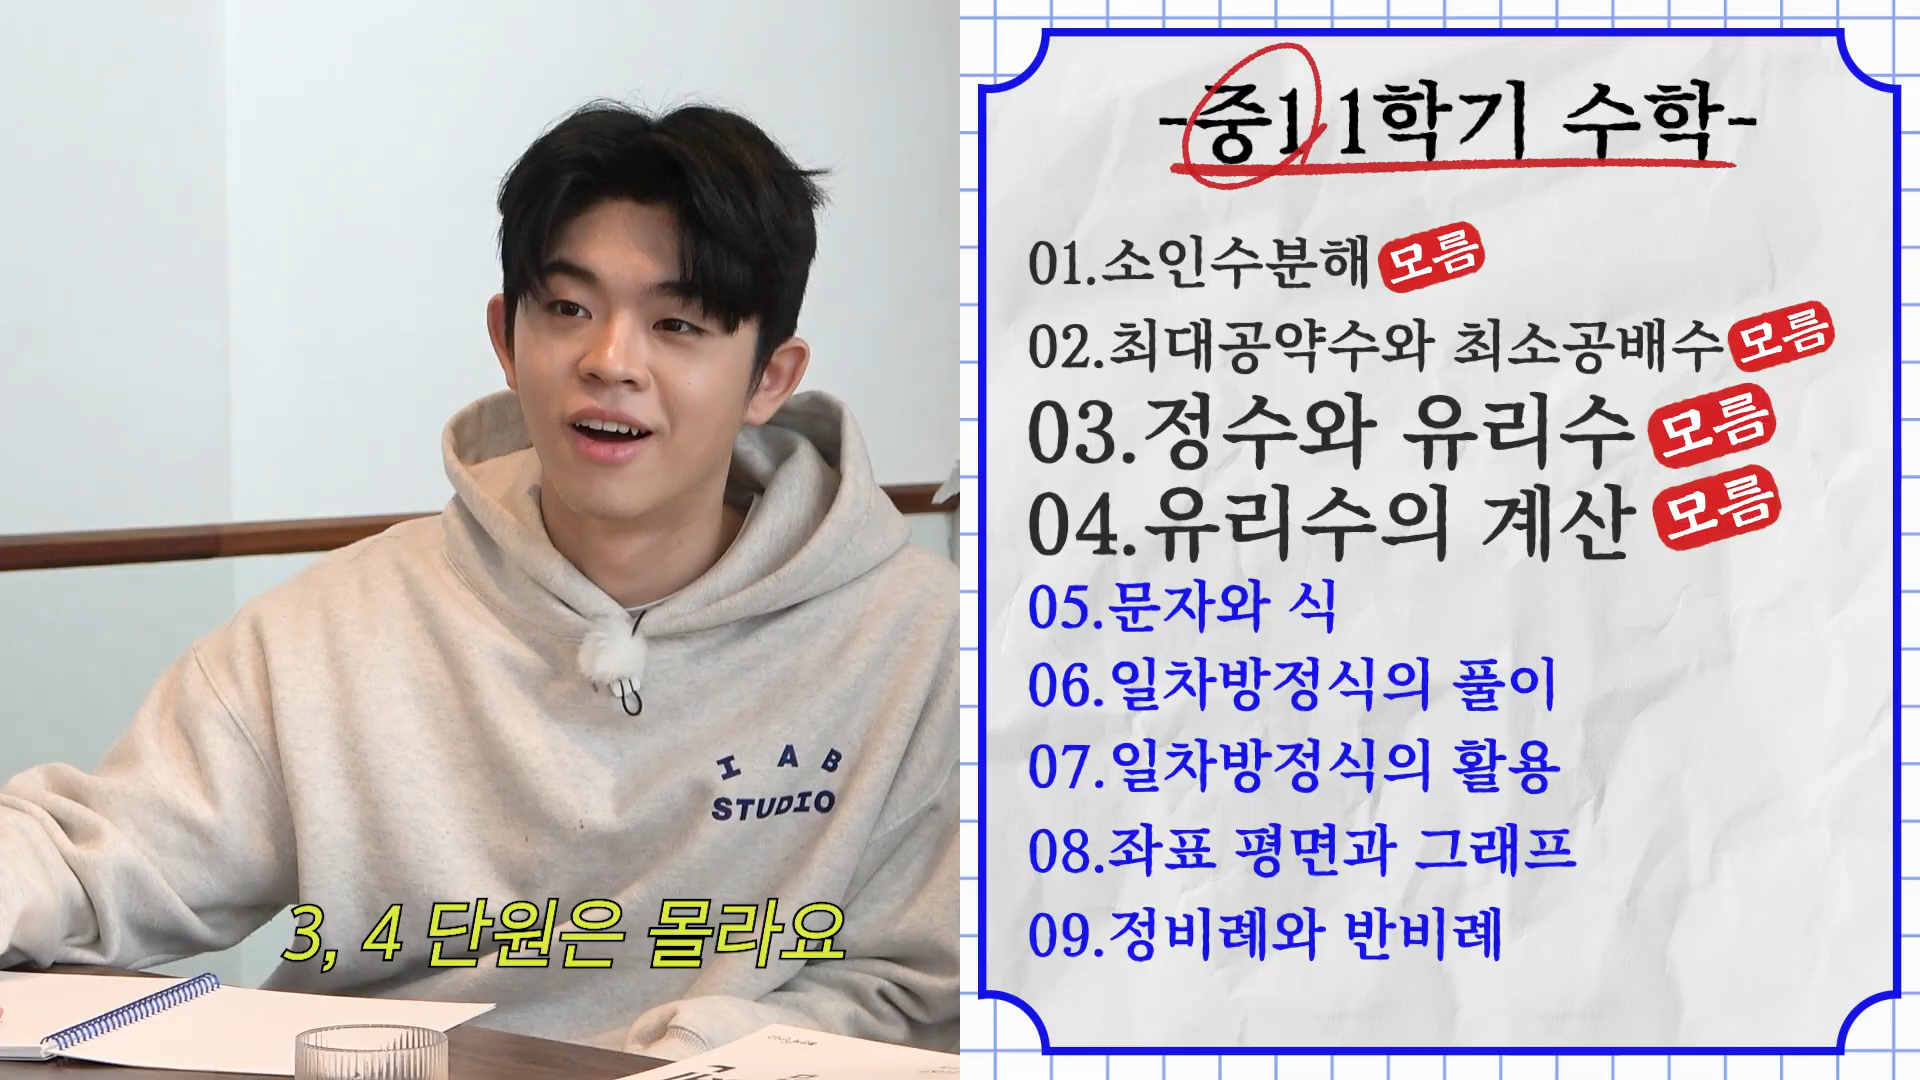 I AB
STUDIO
3, 4 단원은 몰라요
-중1 1학기 수학-
01.소인수분해 모름
02.최대공약수와 최소공배수 모름
03.정수와 유리수 모름
04.유리수의 계산 모름
05.문자와 식
06.일차방정식의 풀이
07.일차방정식의 활용
08.좌표 평면과 그래프
09.정비례와 반비례